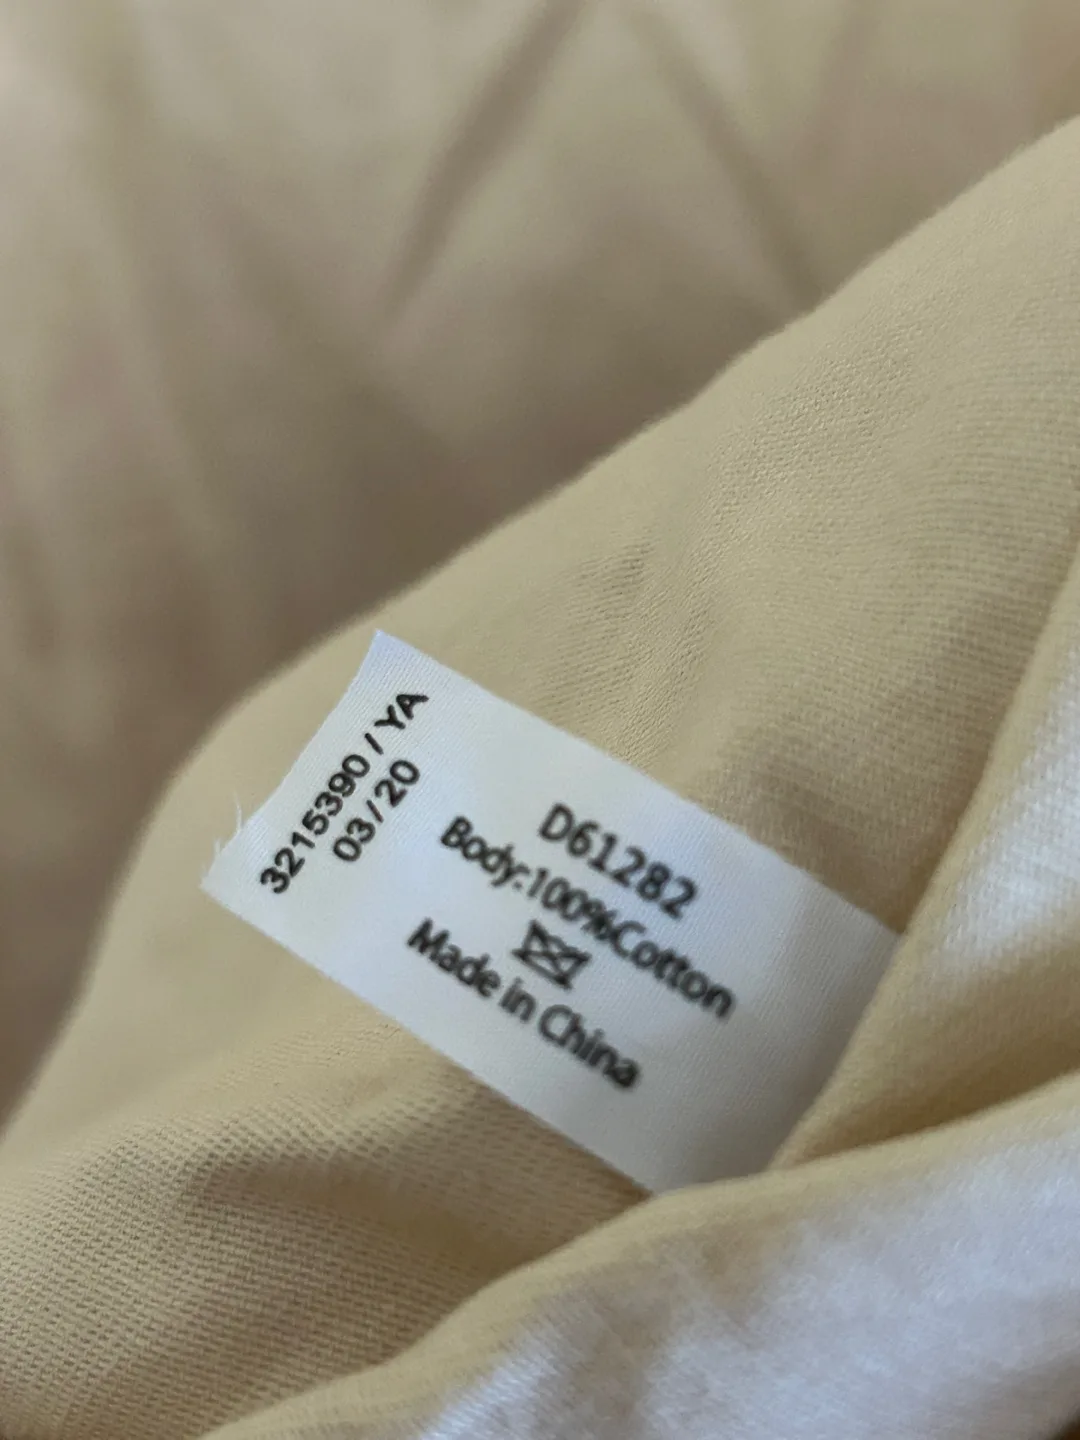 3215390 / YA
03/20
D61282
Body:100%Cotton
Made in China